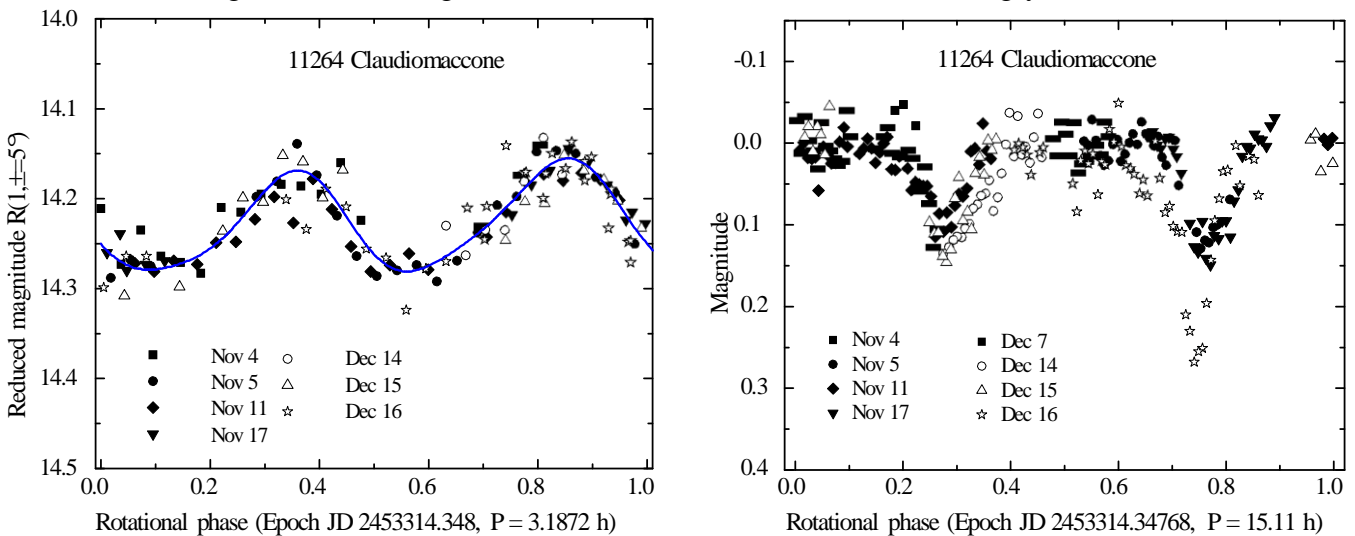 14.0
14.1
14.2
14.3
14.4
14.5
Reduced magnitude R(1,±=5°)
11264 Claudiomaccone
Nov 4
Nov 5
Nov 11
Nov 17
Dec 14
Dec 15
Dec 16
0.0 0.2 0.4 0.6 0.8 1.0
Rotational phase (Epoch JD 2453314.348, P = 3.1872 h)
-0.1
0.0
0.1
0.2
0.3
0.4
Magnitude
11264 Claudiomaccone
Nov 4
Nov 5
Nov 11
Nov 17
Dec 7
Dec 14
Dec 15
Dec 16
0.0 0.2 0.4 0.6 0.8 1.0
Rotational phase (Epoch JD 2453314.34768, P = 15.11 h)